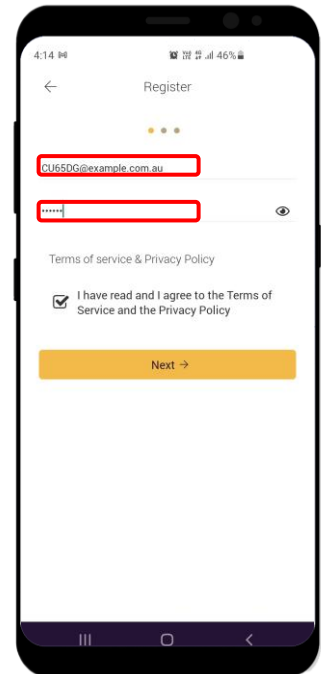 4:14 46%
Register
CU65DG@example.com.au
••••••
Terms of service & Privacy Policy
I have read and I agree to the Terms of
Service and the Privacy Policy
Next →